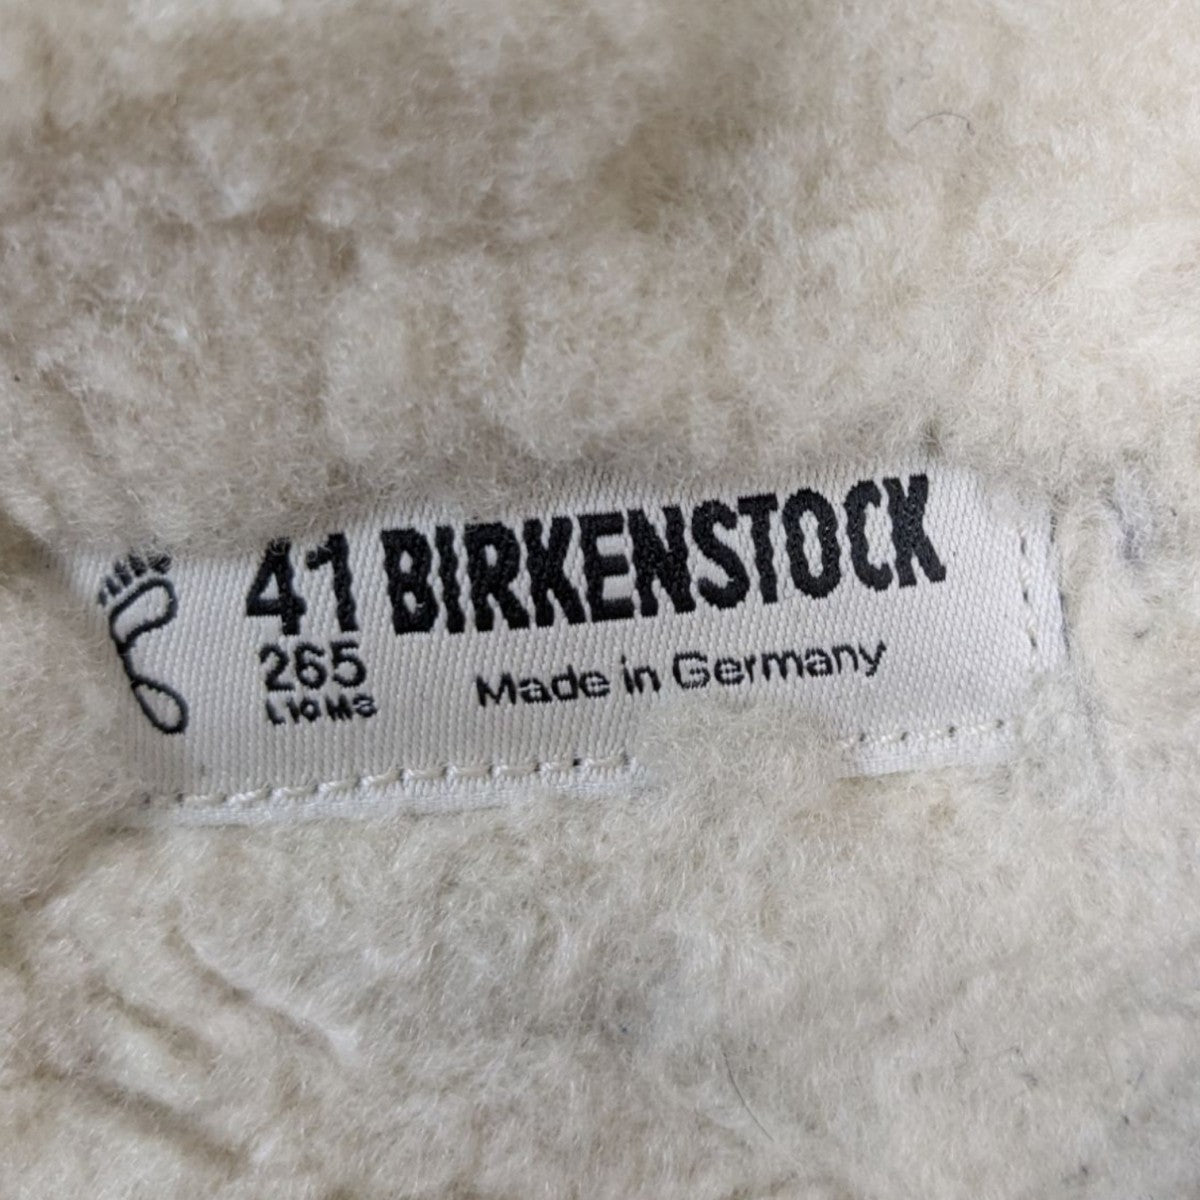 41 BIRKENSTOCK
265 Made in Germany
L10M8